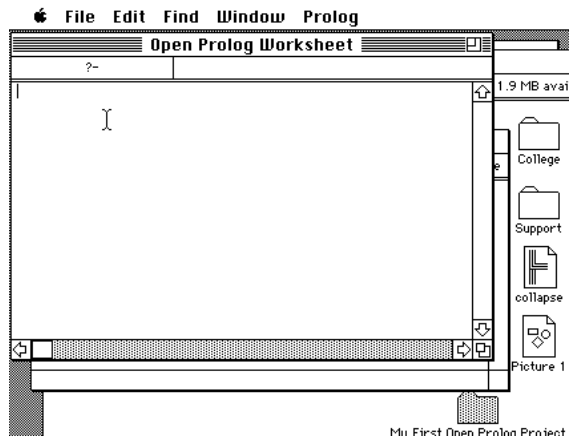 File Edit Find Window Prolog
Open Prolog Worksheet
?-
1.9 MB avai
e
College
Support
collapse
Picture 1
My First Open Prolog Project